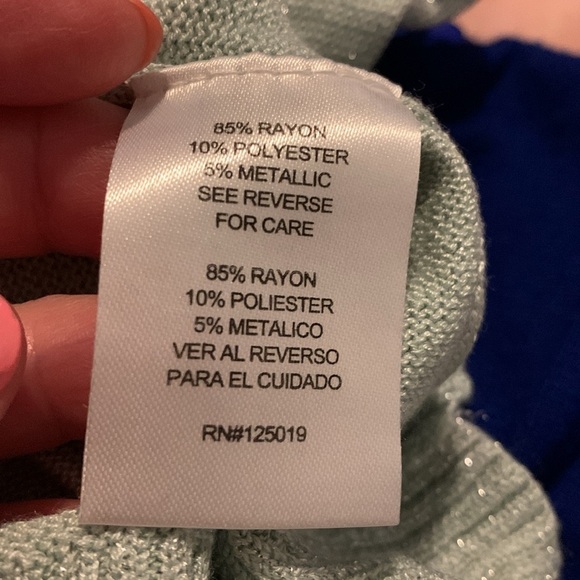 85% RAYON
10% POLYESTER
5% METALLIC
SEE REVERSE
FOR CARE
85% RAYON
10% POLIESTER
5% METALICO
VER AL REVERSO
PARA EL CUIDADO
RN#125019